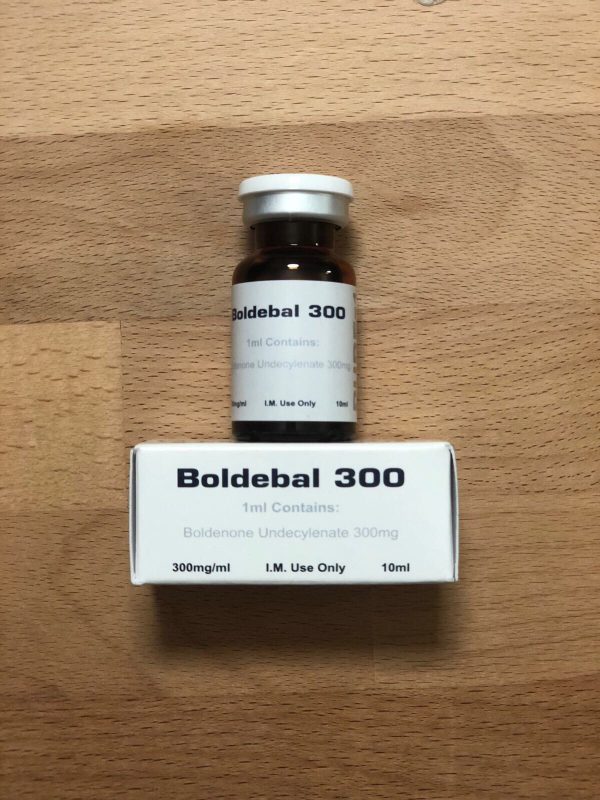 Boldebal 300
1ml Contains:
Undecylenate 300mg
I.M. Use Only 10ml
Boldebal 300
1ml Contains:
Boldenone Undecylenate 300mg
300mg/ml I.M. Use Only 10ml